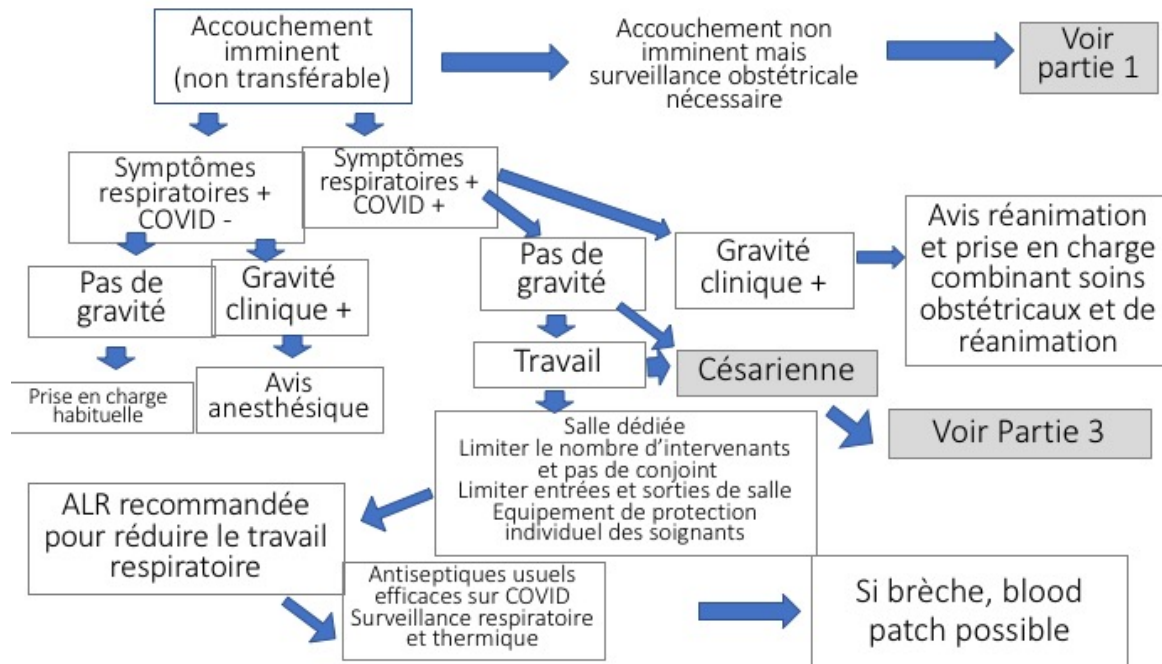 Accouchement
imminent
(non transférable)
Accouchement non
imminent mais
surveillance obstétricale
nécessaire
Voir
partie 1
Symptômes
respiratoires +
COVID -
Symptômes
respiratoires +
COVID +
Pas de
gravité
Gravité
clinique +
Pas de
gravité
Gravité
clinique +
Avis réanimation
et prise en charge
combinant soins
obstétricaux et de
réanimation
Prise en charge
habituelle
Avis
anesthésique
Travail
Césarienne
Voir Partie 3
Salle dédiée
Limiter le nombre d'intervenants
et pas de conjoint
Limiter entrées et sorties de salle
Equipement de protection
individuel des soignants
ALR recommandée
pour réduire le travail
respiratoire
Antiseptiques usuels
efficaces sur COVID
Surveillance respiratoire
et thermique
Si brèche, blood
patch possible